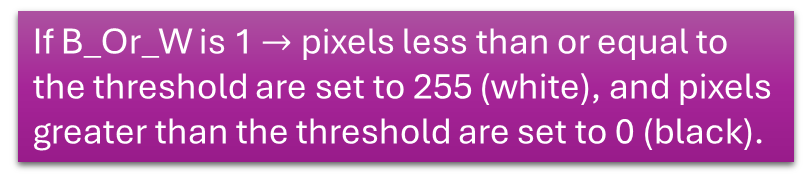 If B_Or_W is 1 → pixels less than or equal to
the threshold are set to 255 (white), and pixels
greater than the threshold are set to 0 (black).